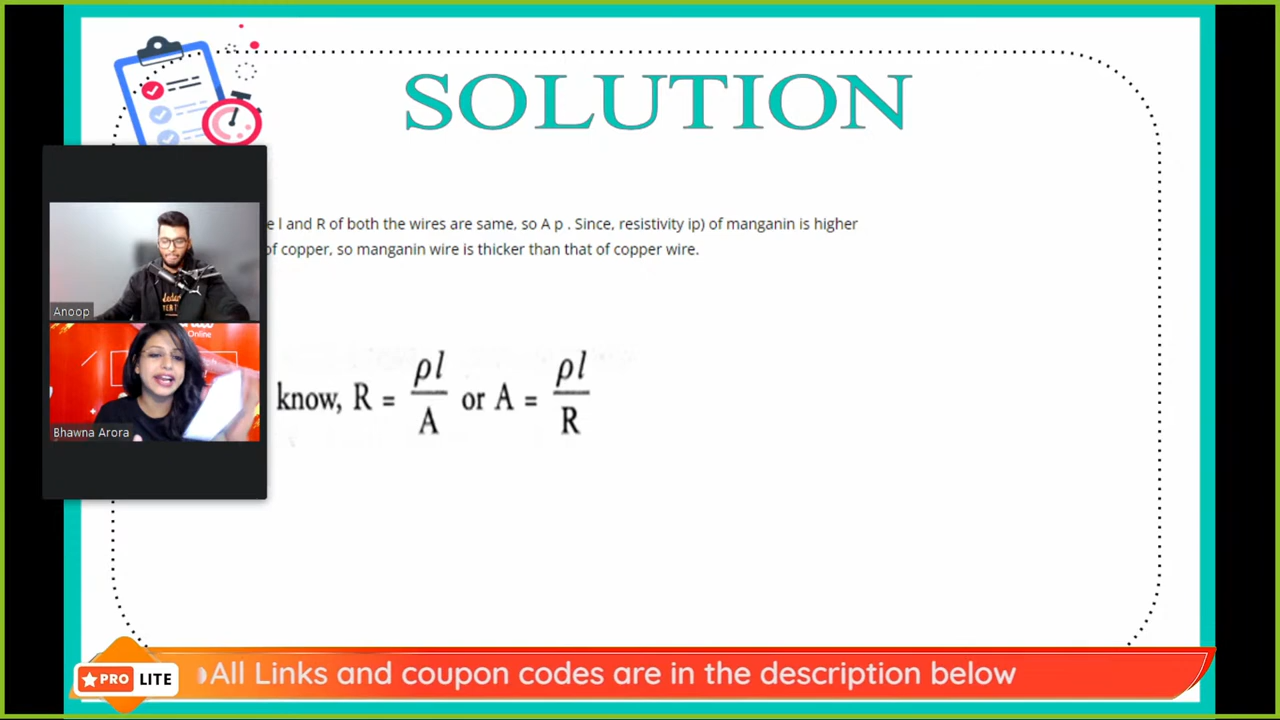 SOLUTION
l and R of both the wires are same, so A p . Since, resistivity ip) of manganin is higher
of copper, so manganin wire is thicker than that of copper wire.
Anoop
Online
Bhawna Arora
know, R = ρl/A or A = ρl/R
PRO LITE
All Links and coupon codes are in the description below